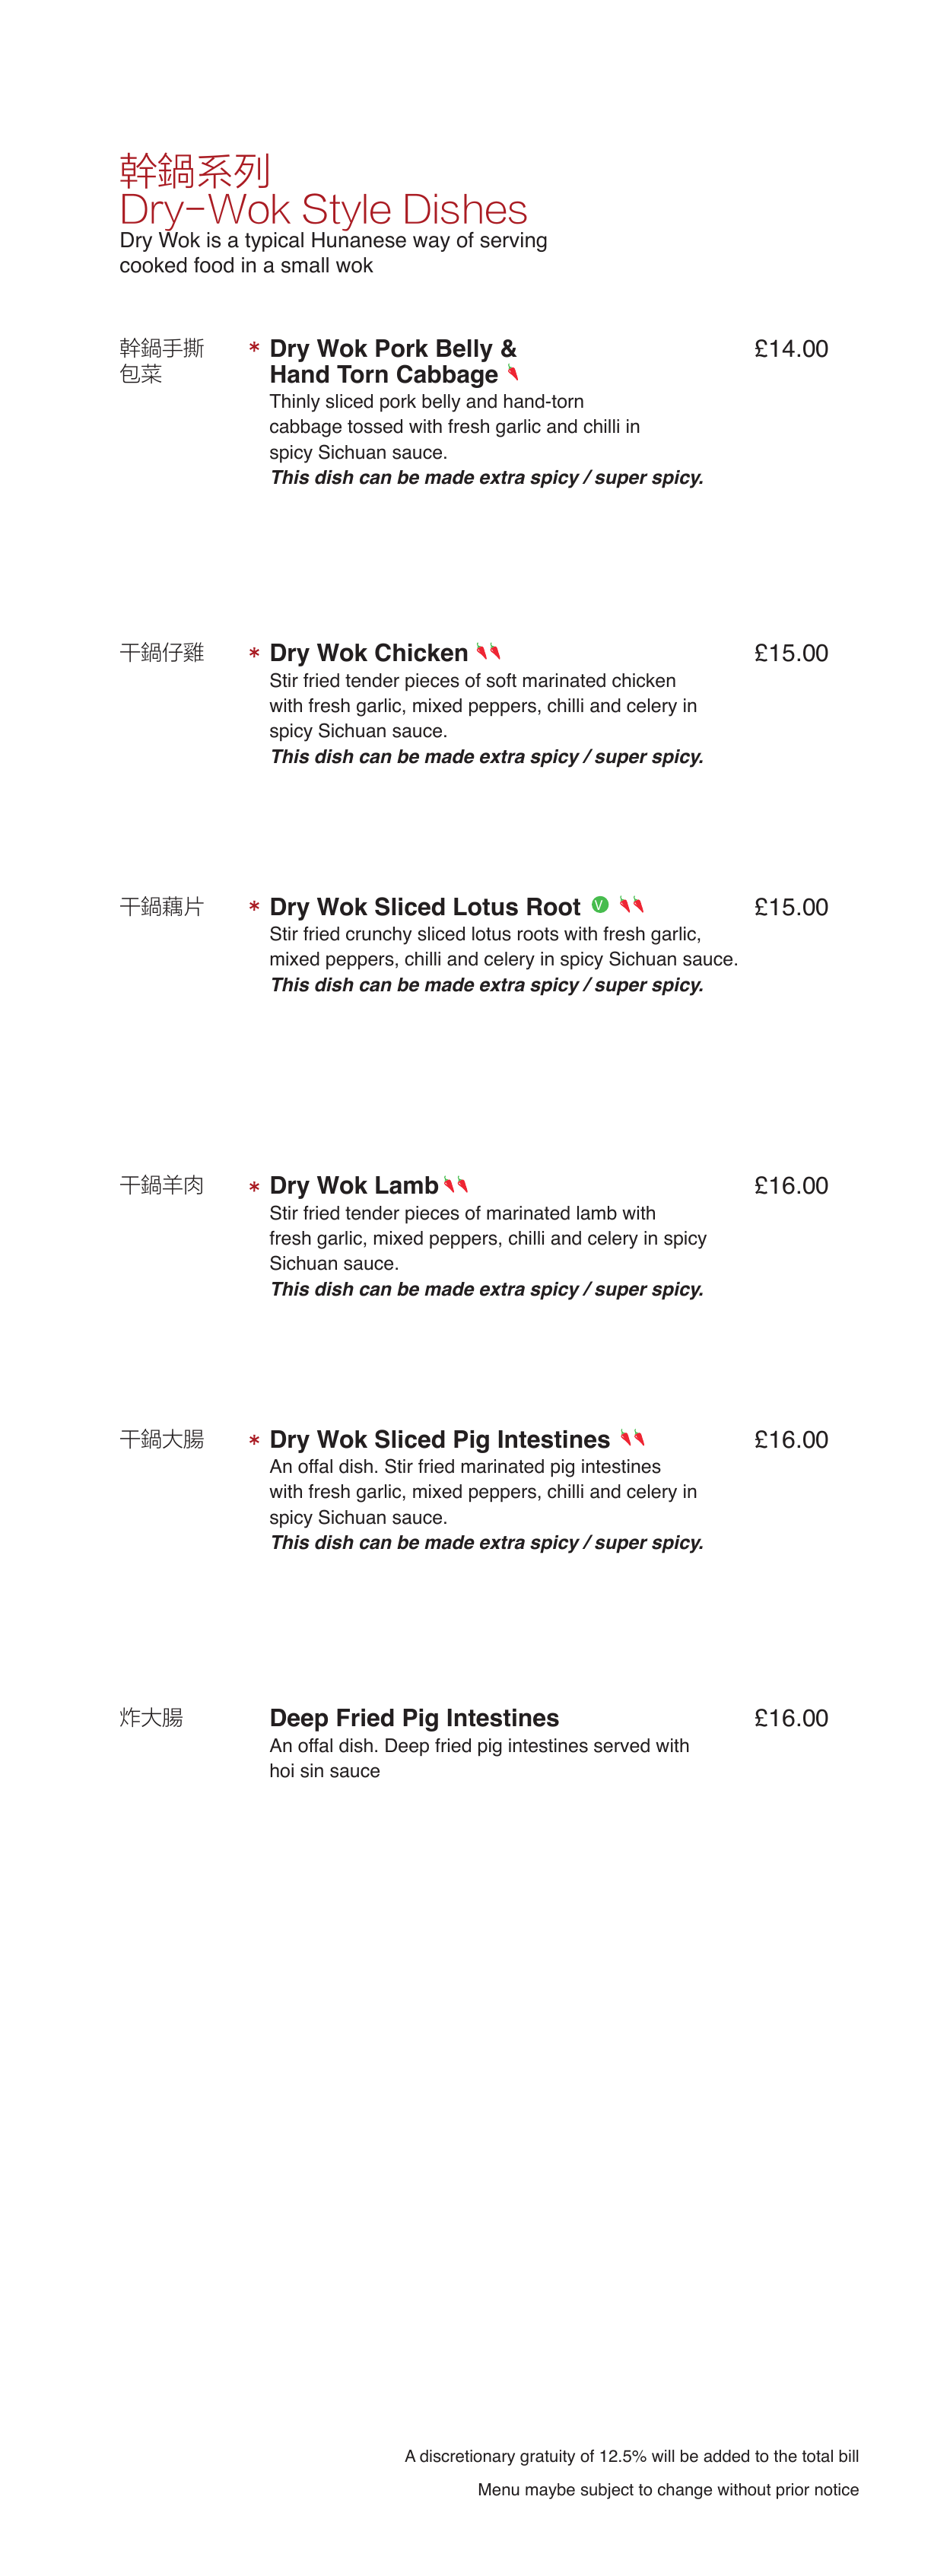 幹鍋系列
Dry-Wok Style Dishes
Dry Wok is a typical Hunanese way of serving
cooked food in a small wok
幹鍋手撕
包菜
* Dry Wok Pork Belly &
Hand Torn Cabbage
£14.00
Thinly sliced pork belly and hand-torn
cabbage tossed with fresh garlic and chilli in
spicy Sichuan sauce.
This dish can be made extra spicy / super spicy.
干鍋仔雞 * Dry Wok Chicken £15.00
Stir fried tender pieces of soft marinated chicken
with fresh garlic, mixed peppers, chilli and celery in
spicy Sichuan sauce.
This dish can be made extra spicy / super spicy.
干鍋藕片 * Dry Wok Sliced Lotus Root V £15.00
Stir fried crunchy sliced lotus roots with fresh garlic,
mixed peppers, chilli and celery in spicy Sichuan sauce.
This dish can be made extra spicy / super spicy.
干鍋羊肉 * Dry Wok Lamb £16.00
Stir fried tender pieces of marinated lamb with
fresh garlic, mixed peppers, chilli and celery in spicy
Sichuan sauce.
This dish can be made extra spicy / super spicy.
干鍋大腸 * Dry Wok Sliced Pig Intestines £16.00
An offal dish. Stir fried marinated pig intestines
with fresh garlic, mixed peppers, chilli and celery in
spicy Sichuan sauce.
This dish can be made extra spicy / super spicy.
炸大腸 Deep Fried Pig Intestines £16.00
An offal dish. Deep fried pig intestines served with
hoi sin sauce
A discretionary gratuity of 12.5% will be added to the total bill
Menu maybe subject to change without prior notice